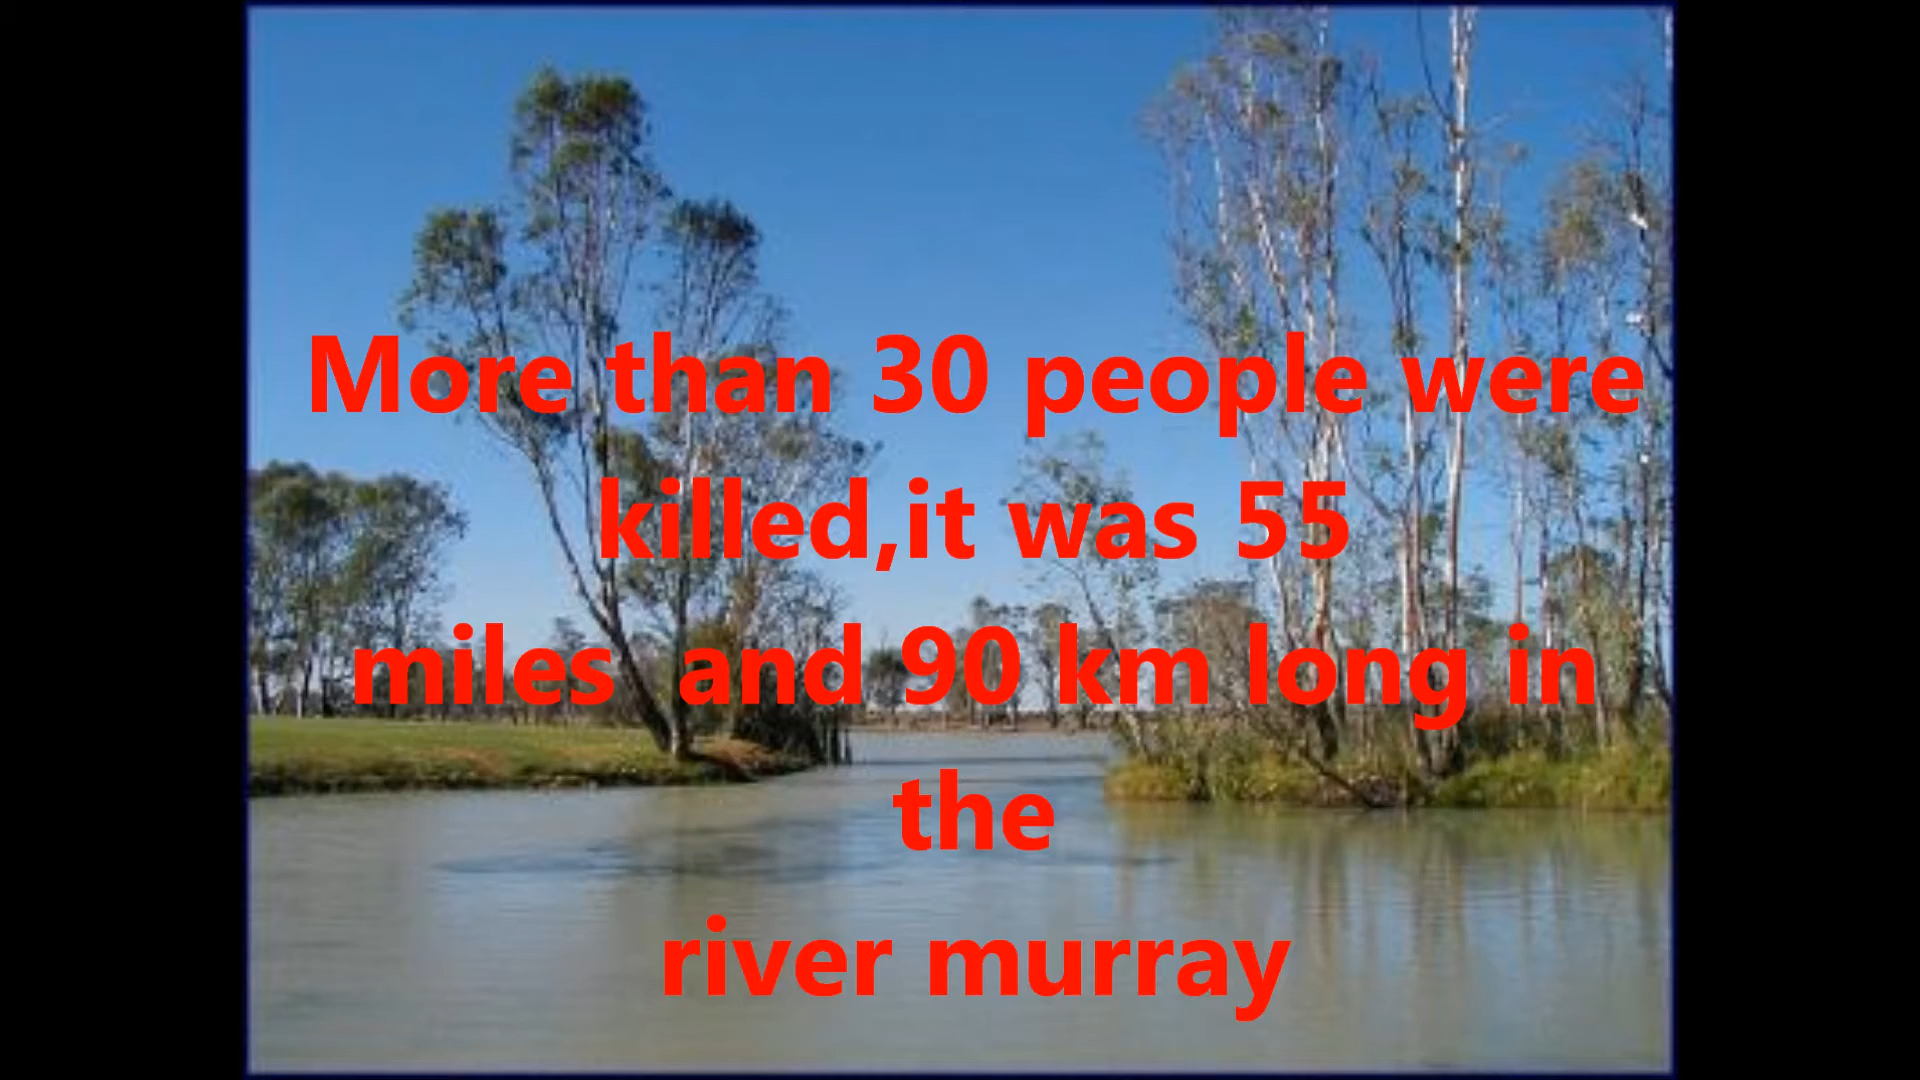 More than 30 people were
killed,it was 55
miles  and 90 km long in
the
river murray